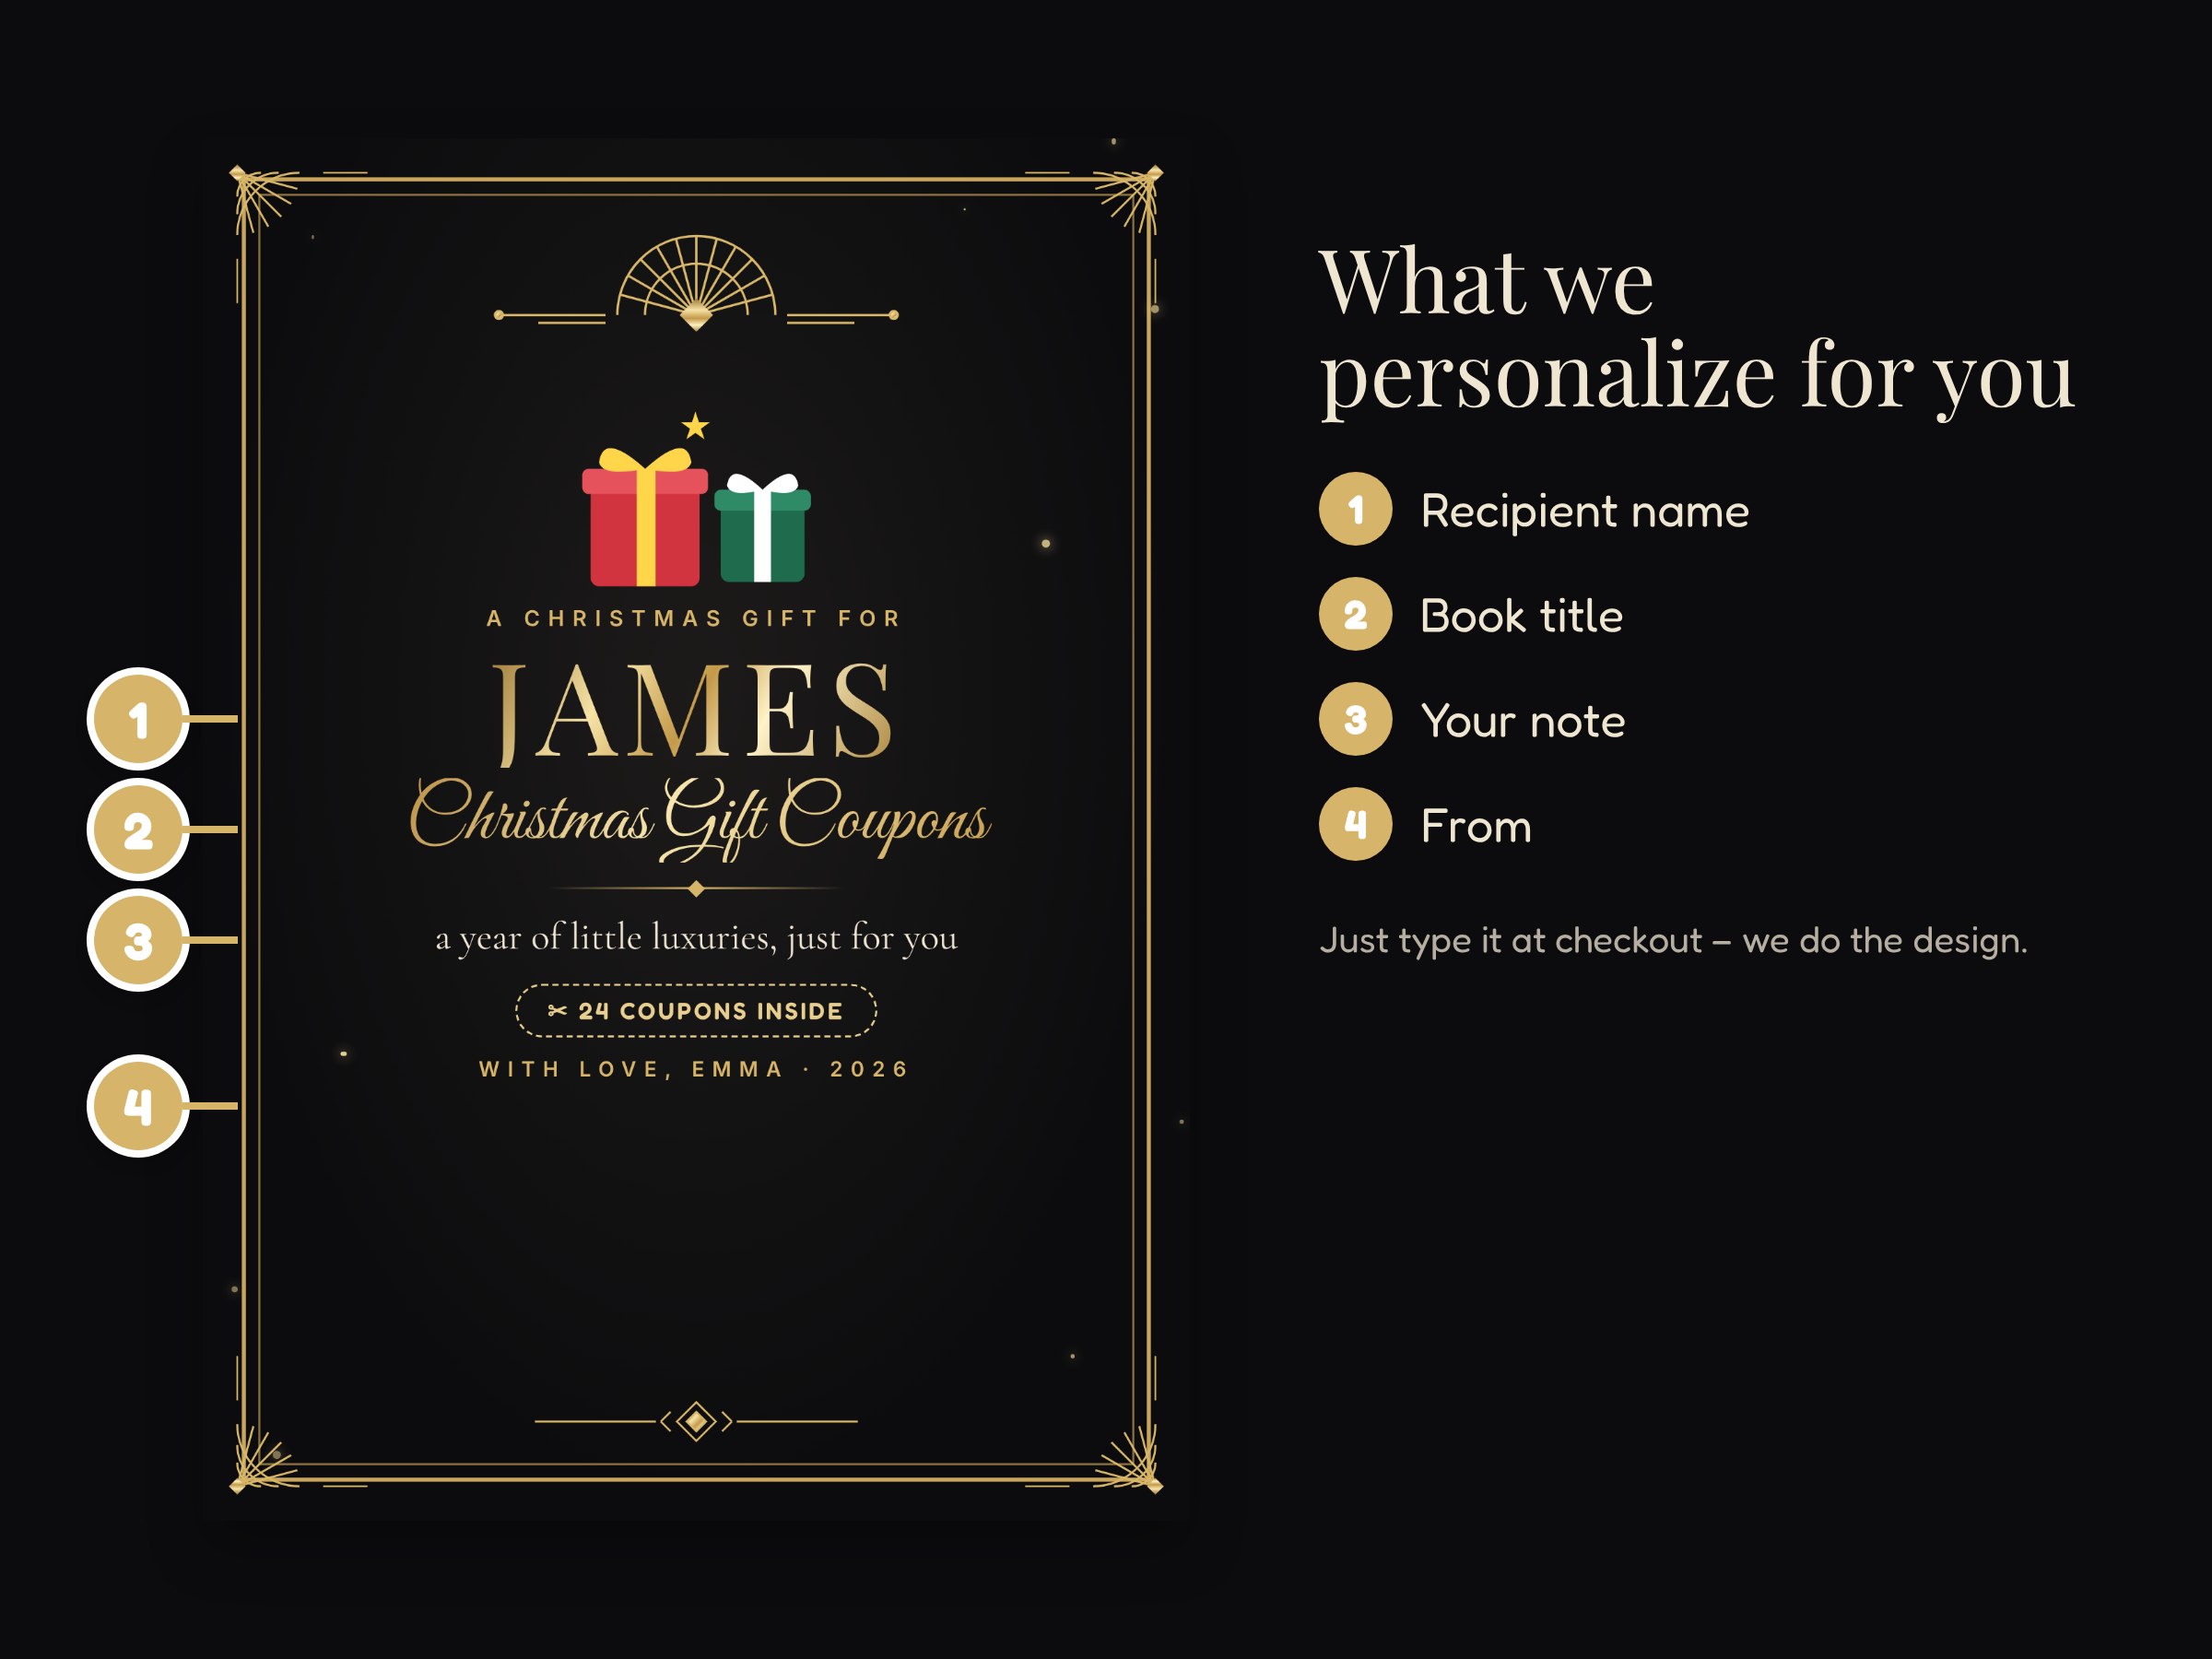 A CHRISTMAS GIFT FOR
JAMES
Christmas Gift Coupons
a year of little luxuries, just for you
✂ 24 COUPONS INSIDE
WITH LOVE, EMMA · 2026
1
2
3
4
What we
personalize for you
1 Recipient name
2 Book title
3 Your note
4 From
Just type it at checkout – we do the design.